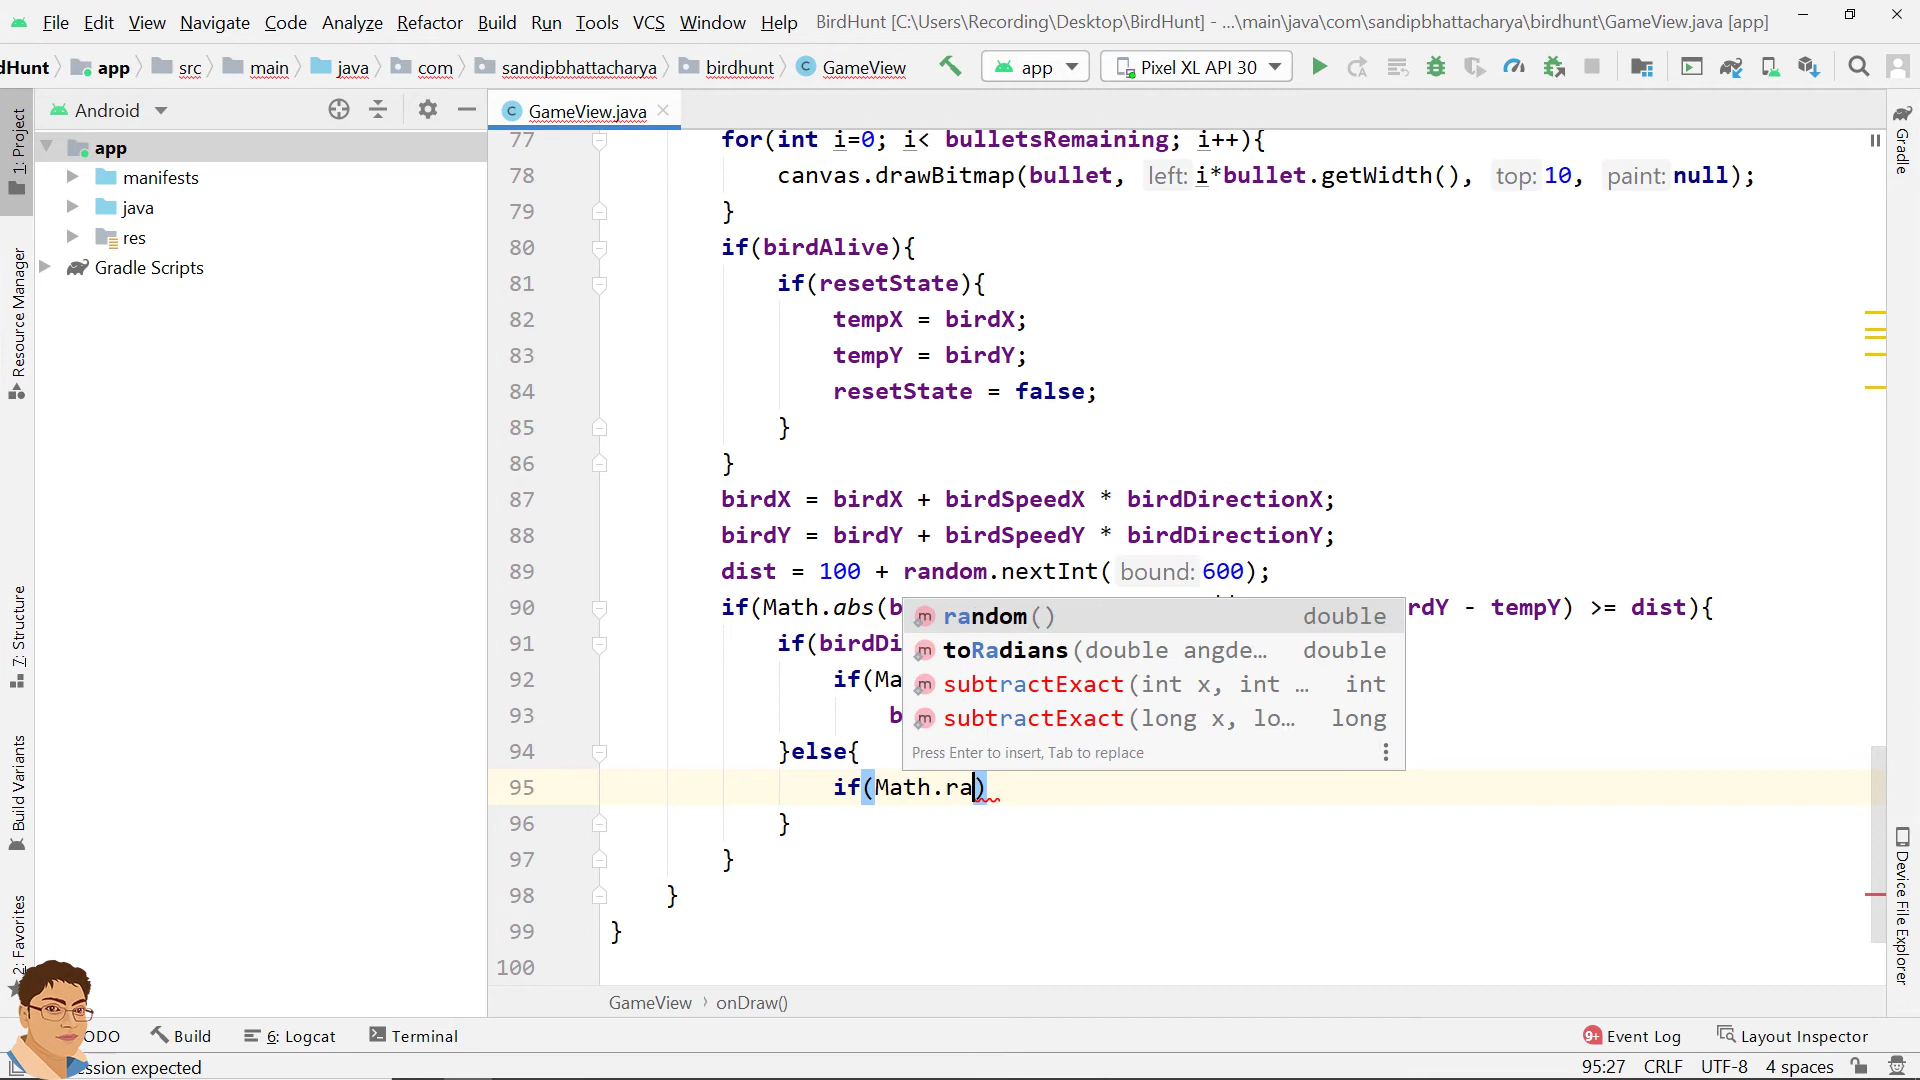 File Edit View Navigate Code Analyze Refactor Build Run Tools VCS Window Help BirdHunt [C:\Users\Recording\Desktop\BirdHunt] - ...\main\java\com\sandipbhattacharya\birdhunt\GameView.java [app]
dHunt app src main java com sandipbhattacharya birdhunt GameView app Pixel XL API 30
Android
GameView.java
1: Project
Resource Manager
7: Structure
Build Variants
2: Favorites
app
manifests
java
res
Gradle Scripts
77 for(int i=0; i< bulletsRemaining; i++){
78 canvas.drawBitmap(bullet, left: i*bullet.getWidth(), top: 10, paint: null);
79 }
80 if(birdAlive){
81 if(resetState){
82 tempX = birdX;
83 tempY = birdY;
84 resetState = false;
85 }
86 }
87 birdX = birdX + birdSpeedX * birdDirectionX;
88 birdY = birdY + birdSpeedY * birdDirectionY;
89 dist = 100 + random.nextInt( bound: 600);
90 if(Math.abs(b rdY - tempY) >= dist){
91 if(birdDi
92 if(Ma
93 b
94 }else{
95 if(Math.ra)
96 }
97 }
98 }
99 }
100
random() double
toRadians(double angde… double
subtractExact(int x, int … int
subtractExact(long x, lo… long
Press Enter to insert, Tab to replace
GameView onDraw()
Gradle
Device File Explorer
ODO Build 6: Logcat Terminal 9+ Event Log Layout Inspector
ssion expected 95:27 CRLF UTF-8 4 spaces